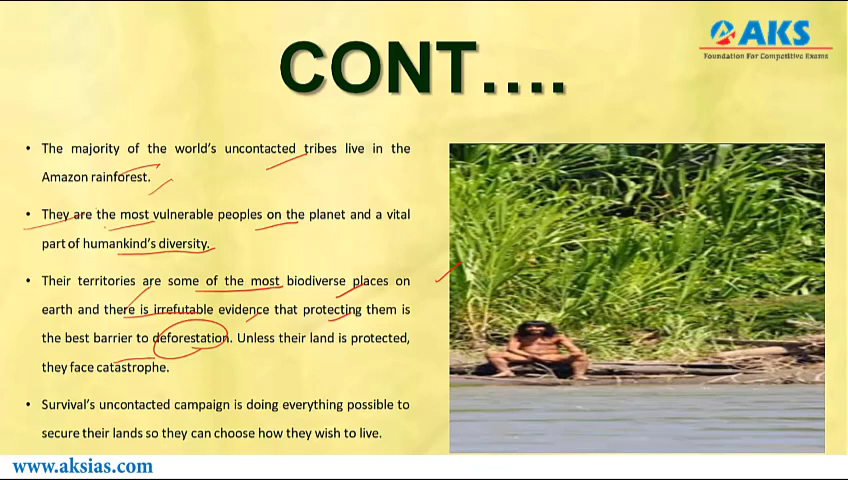 AKS
Foundation For Competitive Exams
CONT....
• The majority of the world's uncontacted tribes live in the
Amazon rainforest.
• They are the most vulnerable peoples on the planet and a vital
part of humankind's diversity.
• Their territories are some of the most biodiverse places on
earth and there is irrefutable evidence that protecting them is
the best barrier to deforestation. Unless their land is protected,
they face catastrophe.
• Survival's uncontacted campaign is doing everything possible to
secure their lands so they can choose how they wish to live.
www.aksias.com